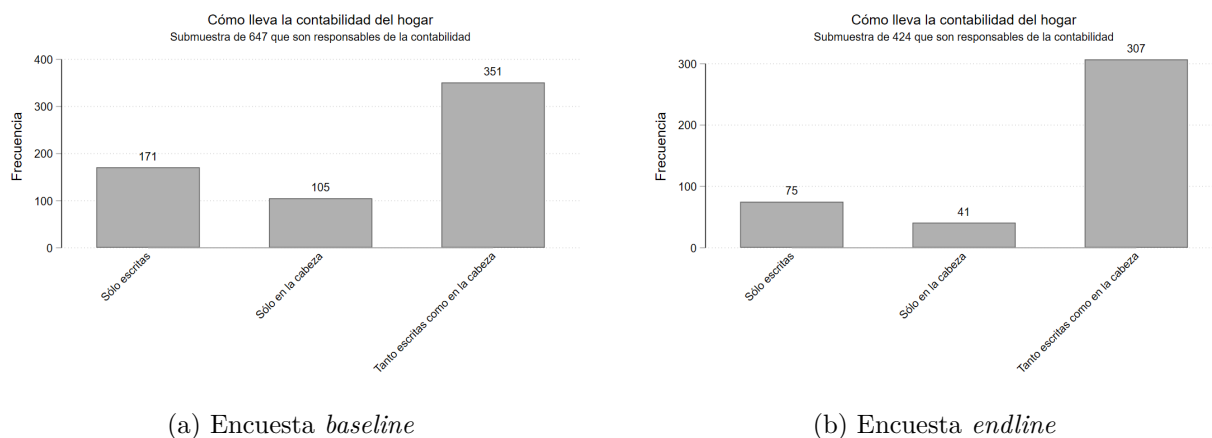 Cómo lleva la contabilidad del hogar
Submuestra de 647 que son responsables de la contabilidad
Frecuencia
400
300
200
100
0
171
105
351
Sólo escritas
Sólo en la cabeza
Tanto escritas como en la cabeza
(a) Encuesta baseline
Cómo lleva la contabilidad del hogar
Submuestra de 424 que son responsables de la contabilidad
Frecuencia
300
200
100
0
75
41
307
Sólo escritas
Sólo en la cabeza
Tanto escritas como en la cabeza
(b) Encuesta endline